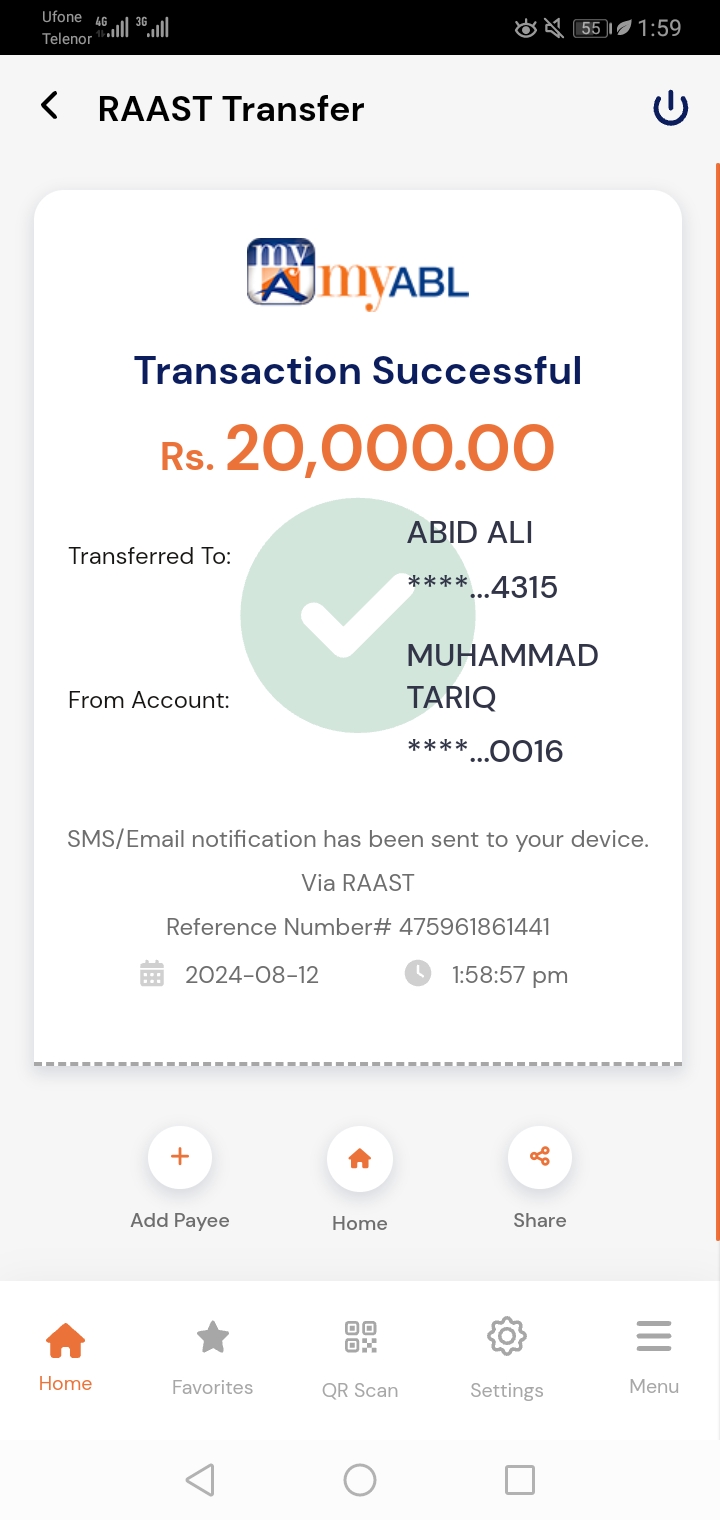 Ufone 4G 3G 55 1:59
Telenor
RAAST Transfer
my myABL
Transaction Successful
Rs. 20,000.00
Transferred To: ABID ALI
****...4315
From Account: MUHAMMAD
TARIQ
****...0016
SMS/Email notification has been sent to your device.
Via RAAST
Reference Number# 475961861441
2024-08-12 1:58:57 pm
Add Payee Home Share
Home Favorites QR Scan Settings Menu